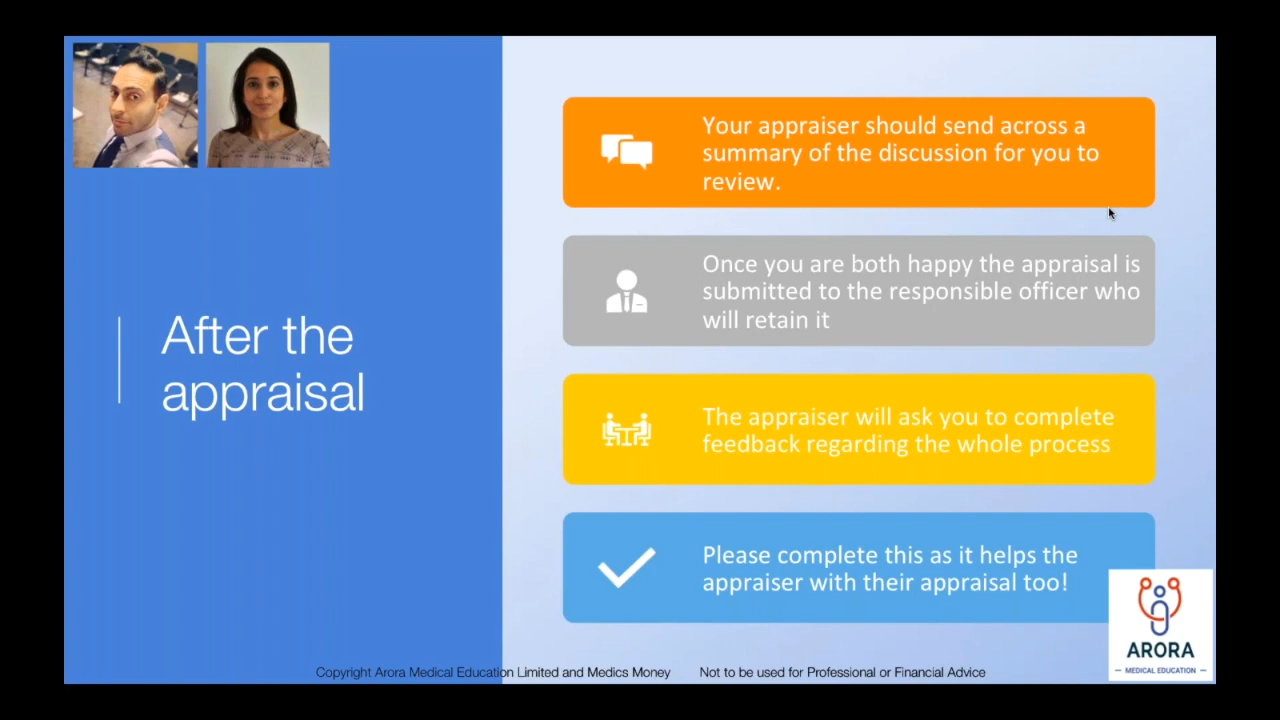 After the
appraisal
Your appraiser should send across a
summary of the discussion for you to
review.
Once you are both happy the appraisal is
submitted to the responsible officer who
will retain it
The appraiser will ask you to complete
feedback regarding the whole process
Please complete this as it helps the
appraiser with their appraisal too!
ARORA
MEDICAL EDUCATION
Copyright Arora Medical Education Limited and Medics Money Not to be used for Professional or Financial Advice